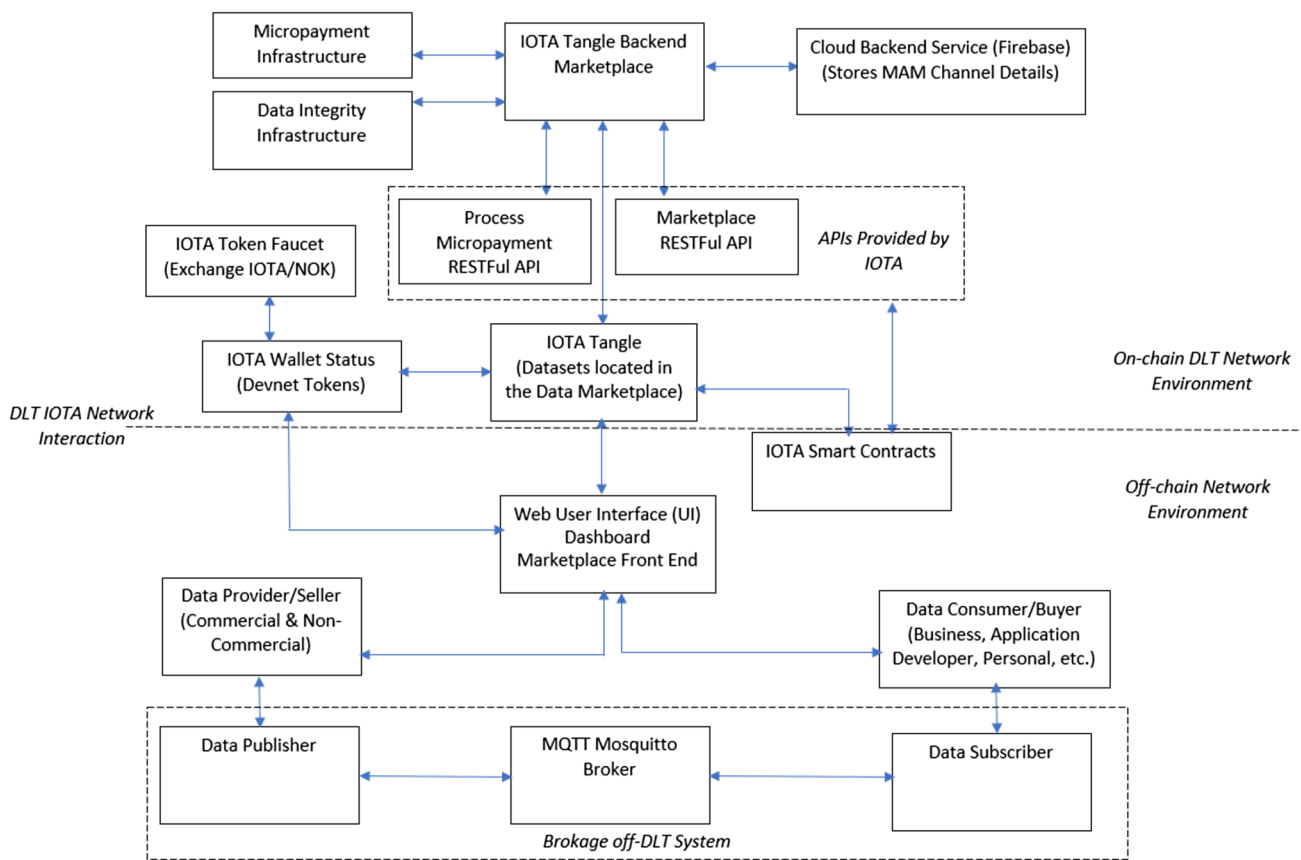 Micropayment
Infrastructure
IOTA Tangle Backend
Marketplace
Cloud Backend Service (Firebase)
(Stores MAM Channel Details)
Data Integrity
Infrastructure
Process
Micropayment
RESTFul API
Marketplace
RESTFul API
APIs Provided by
IOTA
IOTA Token Faucet
(Exchange IOTA/NOK)
IOTA Wallet Status
(Devnet Tokens)
IOTA Tangle
(Datasets located in
the Data Marketplace)
On-chain DLT Network
Environment
DLT IOTA Network
Interaction
IOTA Smart Contracts
Off-chain Network
Environment
Web User Interface (UI)
Dashboard
Marketplace Front End
Data Provider/Seller
(Commercial & Non-
Commercial)
Data Consumer/Buyer
(Business, Application
Developer, Personal, etc.)
Data Publisher
MQTT Mosquitto
Broker
Data Subscriber
Brokage off-DLT System